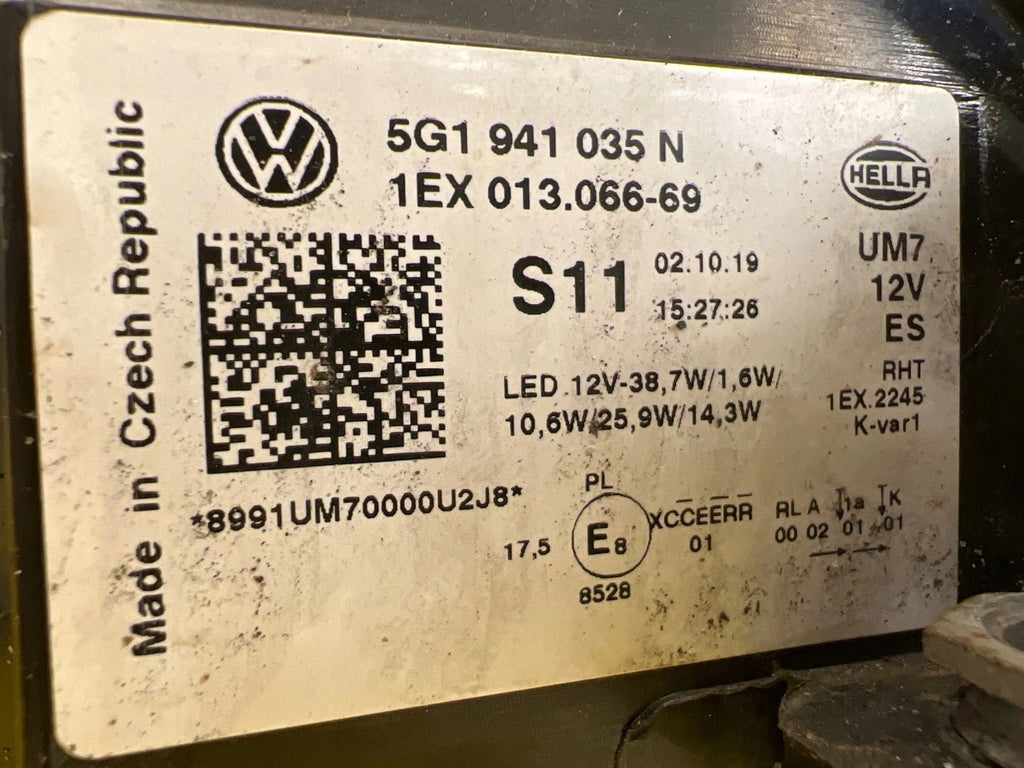 Made in Czech Republic
VW
5G1 941 035 N
1EX 013.066-69
HELLA
S11
02.10.19
15:27:26
UM7
12V
ES
LED 12V-38,7W/1,6W/
10,6W/25,9W/14,3W
RHT
1EX.2245
K-var1
*8991UM70000U2J8*
PL
17,5
E8
8528
XCCEERR
01
RL A 1a K
00 02 01 01